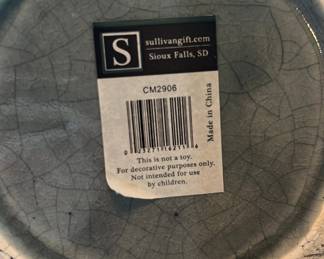 S
sullivangift.com
Sioux Falls, SD
CM2906
Made in China
This is not a toy.
For decorative purposes only.
Not intended for use
by children.